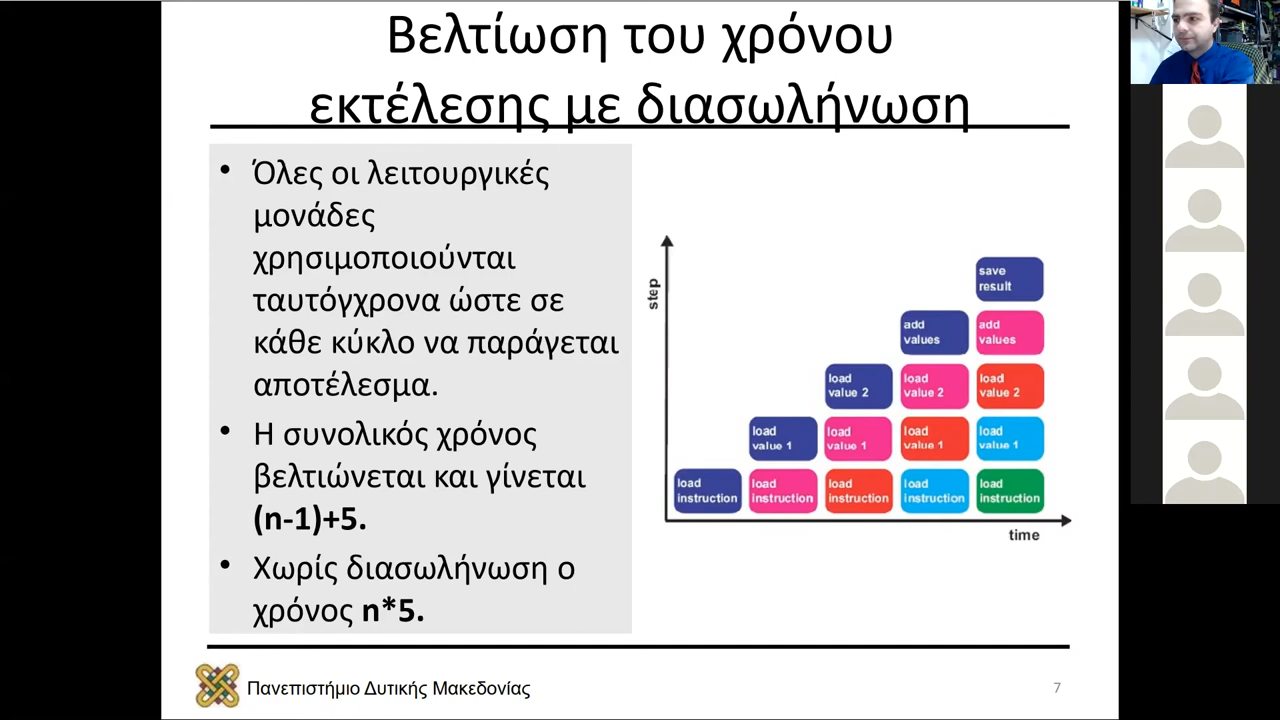 Βελτίωση του χρόνου
εκτέλεσης με διασωλήνωση
• Όλες οι λειτουργικές
μονάδες
χρησιμοποιούνται
ταυτόγχρονα ώστε σε
κάθε κύκλο να παράγεται
αποτέλεσμα.
• Η συνολικός χρόνος
βελτιώνεται και γίνεται
(n-1)+5.
• Χωρίς διασωλήνωση ο
χρόνος n*5.
step
save
result
add
values
add
values
load
value 2
load
value 2
load
value 2
load
value 1
load
value 1
load
value 1
load
value 1
load
instruction
load
instruction
load
instruction
load
instruction
load
instruction
time
Πανεπιστήμιο Δυτικής Μακεδονίας
7